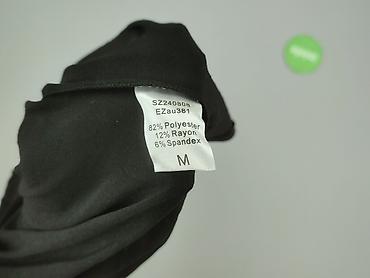 SZ240808
EZau381
82% Polyester
12% Rayon
6% Spandex
M